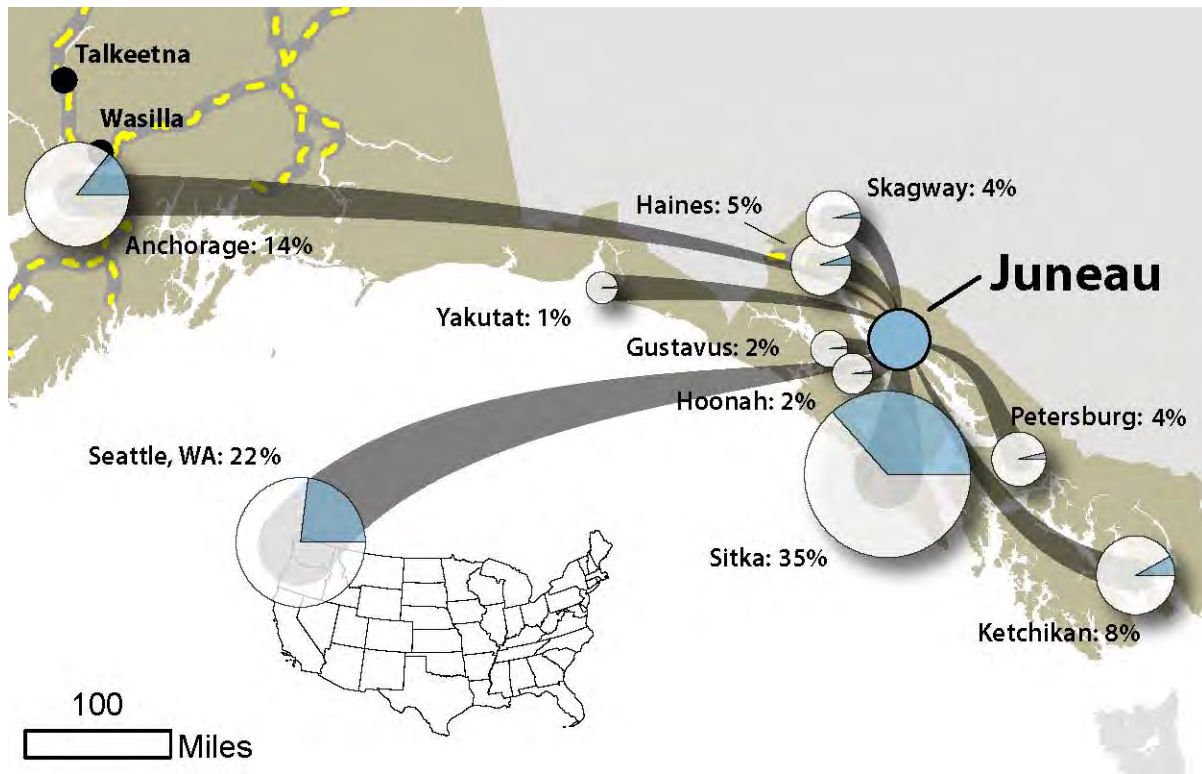 Talkeetna
Wasilla
Skagway: 4%
Haines: 5%
Anchorage: 14%
Juneau
Yakutat: 1%
Gustavus: 2%
Hoonah: 2%
Petersburg: 4%
Seattle, WA: 22%
Sitka: 35%
Ketchikan: 8%
100
Miles